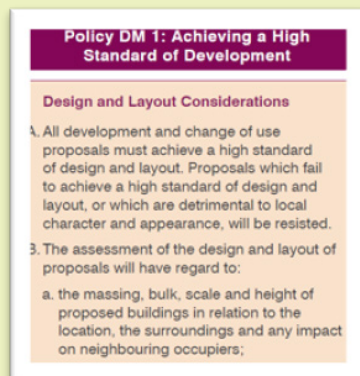 Policy DM 1: Achieving a High
Standard of Development
Design and Layout Considerations
A. All development and change of use
proposals must achieve a high standard
of design and layout. Proposals which fail
to achieve a high standard of design and
layout, or which are detrimental to local
character and appearance, will be resisted.
B. The assessment of the design and layout of
proposals will have regard to:
a. the massing, bulk, scale and height of
proposed buildings in relation to the
location, the surroundings and any impact
on neighbouring occupiers;